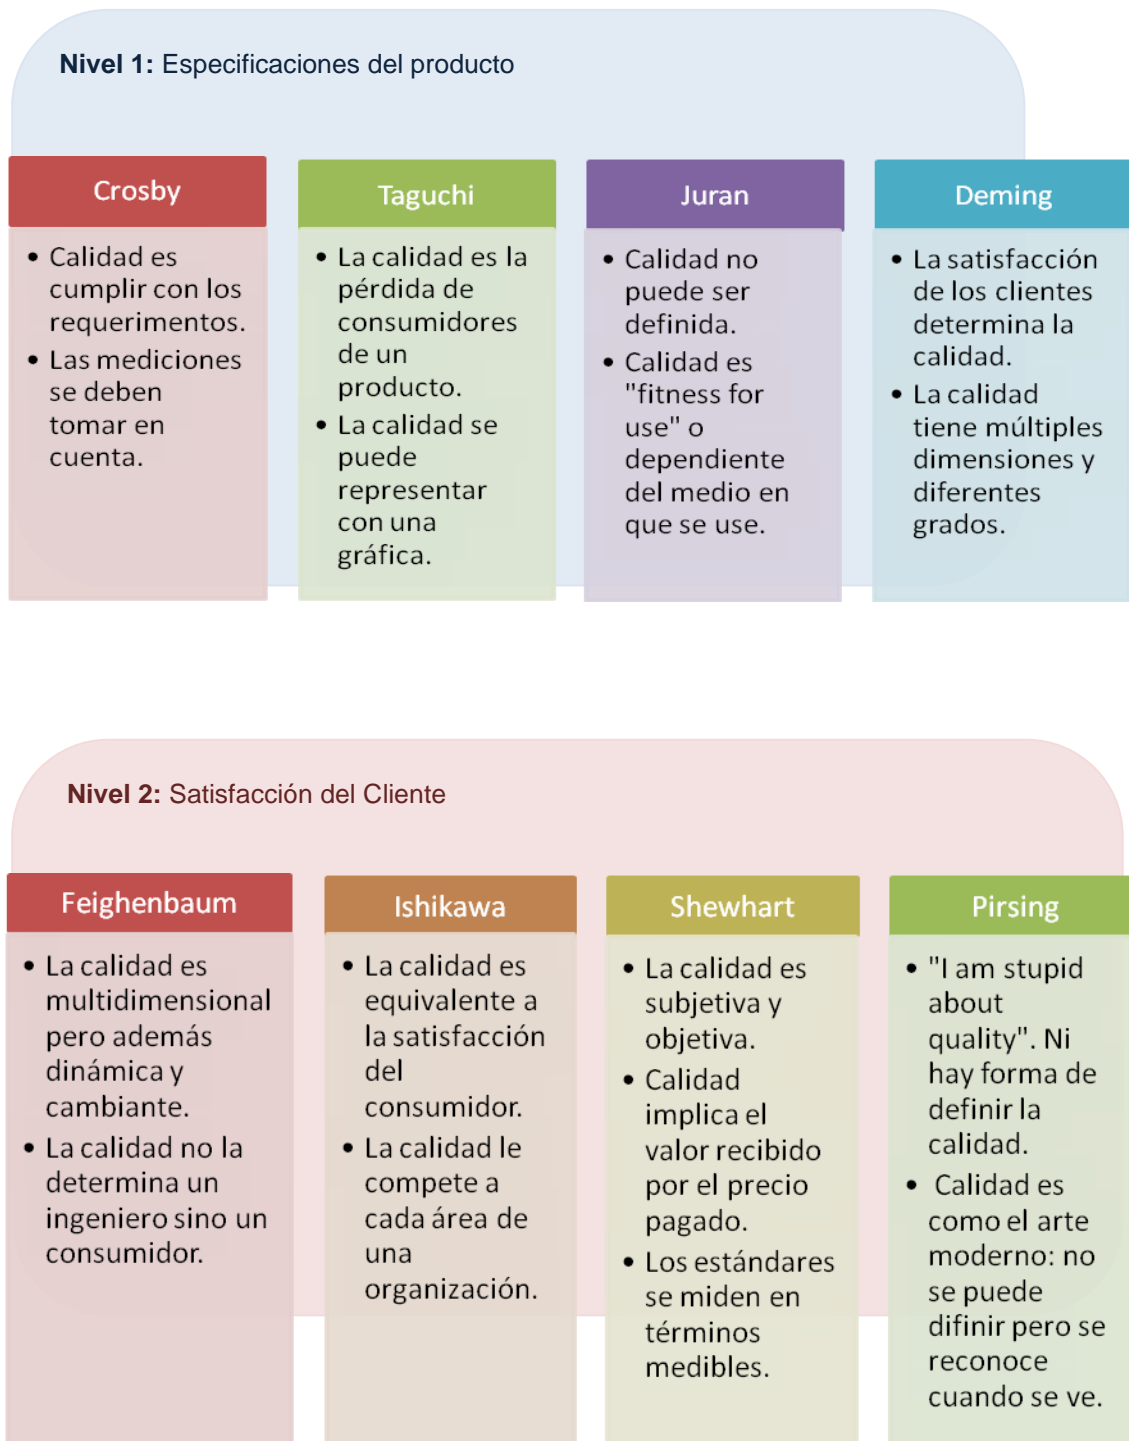 Nivel 1: Especificaciones del producto
Crosby
• Calidad es
cumplir con los
requerimentos.
• Las mediciones
se deben
tomar en
cuenta.
Taguchi
• La calidad es la
pérdida de
consumidores
de un
producto.
• La calidad se
puede
representar
con una
gráfica.
Juran
• Calidad no
puede ser
definida.
• Calidad es
"fitness for
use" o
dependiente
del medio en
que se use.
Deming
• La satisfacción
de los clientes
determina la
calidad.
• La calidad
tiene múltiples
dimensiones y
diferentes
grados.
Nivel 2: Satisfacción del Cliente
Feighenbaum
• La calidad es
multidimensional
pero además
dinámica y
cambiante.
• La calidad no la
determina un
ingeniero sino un
consumidor.
Ishikawa
• La calidad es
equivalente a
la satisfacción
del
consumidor.
• La calidad le
compete a
cada área de
una
organización.
Shewhart
• La calidad es
subjetiva y
objetiva.
• Calidad
implica el
valor recibido
por el precio
pagado.
• Los estándares
se miden en
términos
medibles.
Pirsing
• "I am stupid
about
quality". Ni
hay forma de
definir la
calidad.
• Calidad es
como el arte
moderno: no
se puede
difinir pero se
reconoce
cuando se ve.